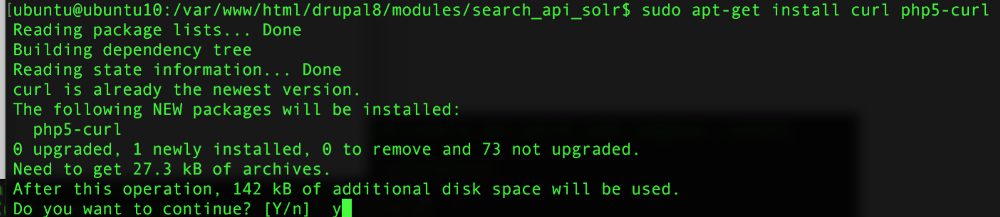 [ubuntu@ubuntu10:/var/www/html/drupal8/modules/search_api_solr$ sudo apt-get install curl php5-curl
Reading package lists... Done
Building dependency tree
Reading state information... Done
curl is already the newest version.
The following NEW packages will be installed:
  php5-curl
0 upgraded, 1 newly installed, 0 to remove and 73 not upgraded.
Need to get 27.3 kB of archives.
After this operation, 142 kB of additional disk space will be used.
Do you want to continue? [Y/n]  y